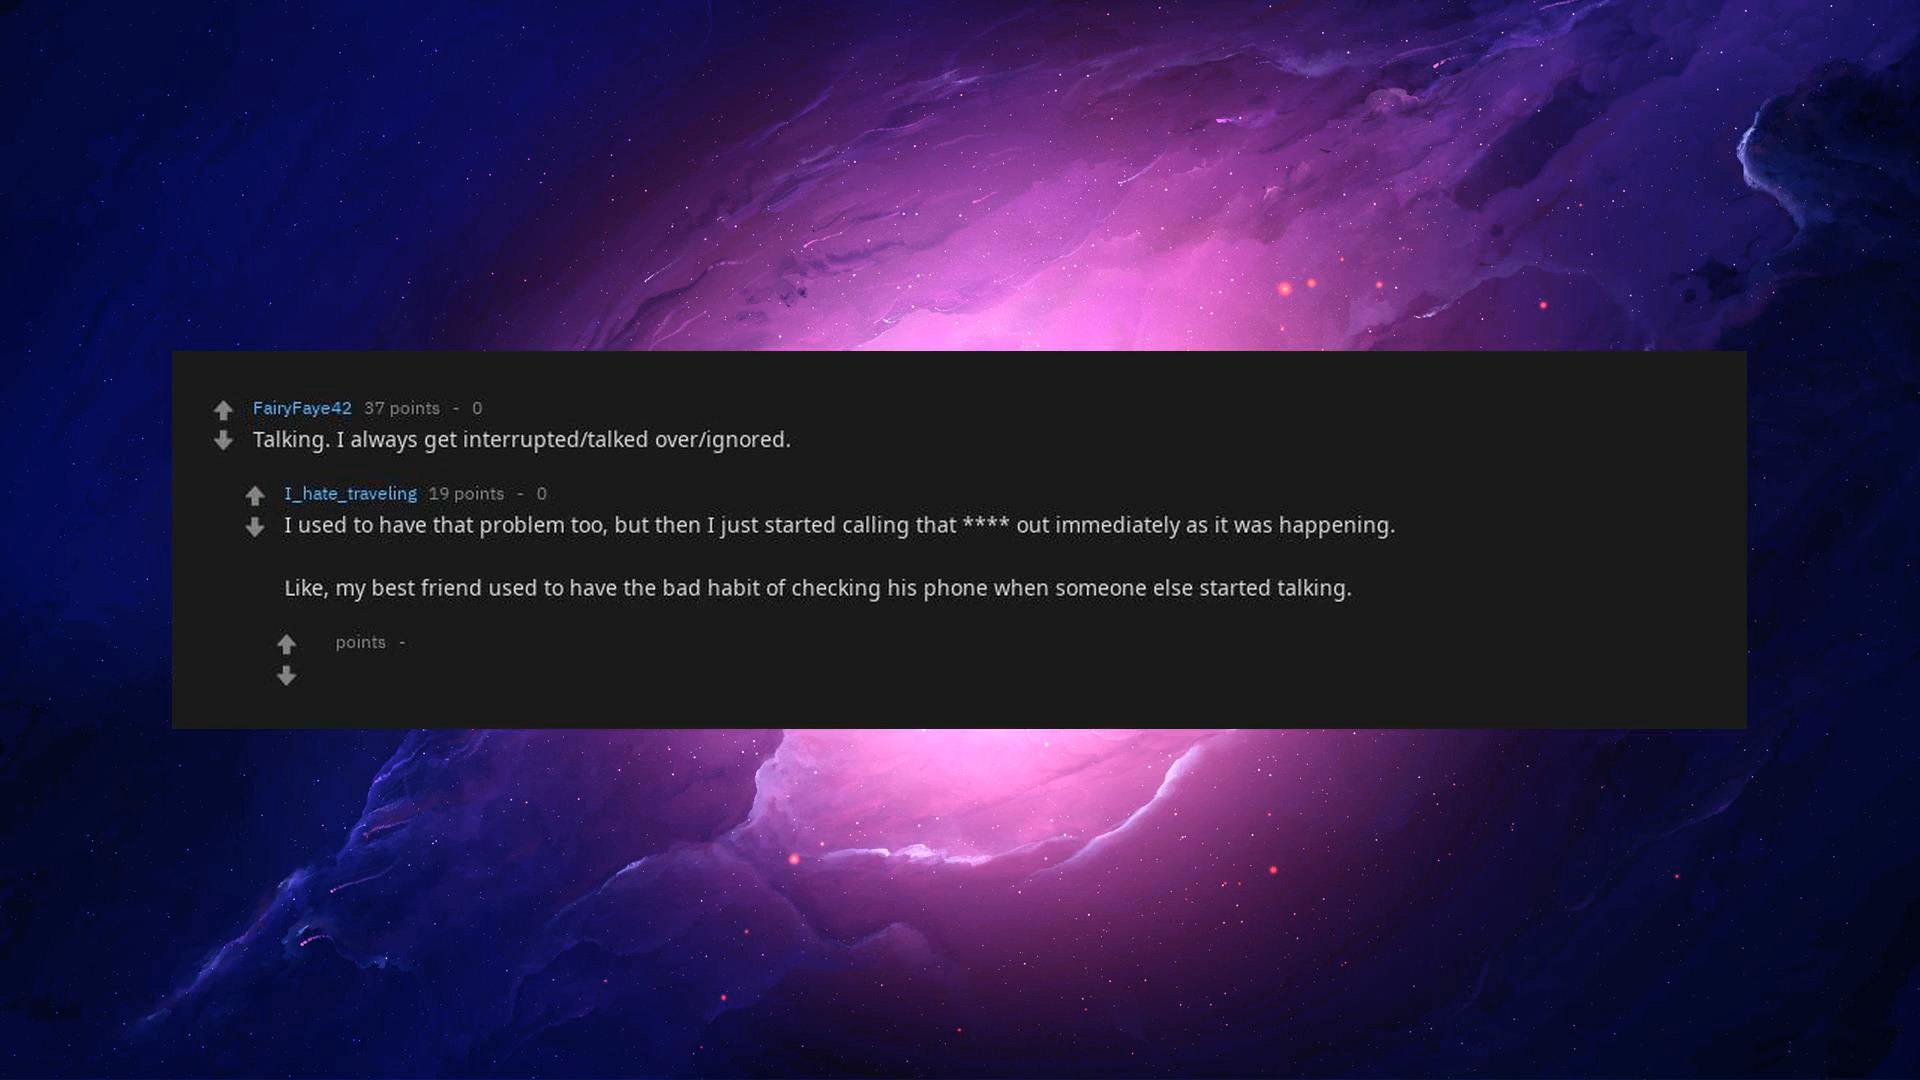 FairyFaye42 37 points - 0
Talking. I always get interrupted/talked over/ignored.
I_hate_traveling 19 points - 0
I used to have that problem too, but then I just started calling that **** out immediately as it was happening.
Like, my best friend used to have the bad habit of checking his phone when someone else started talking.
points -